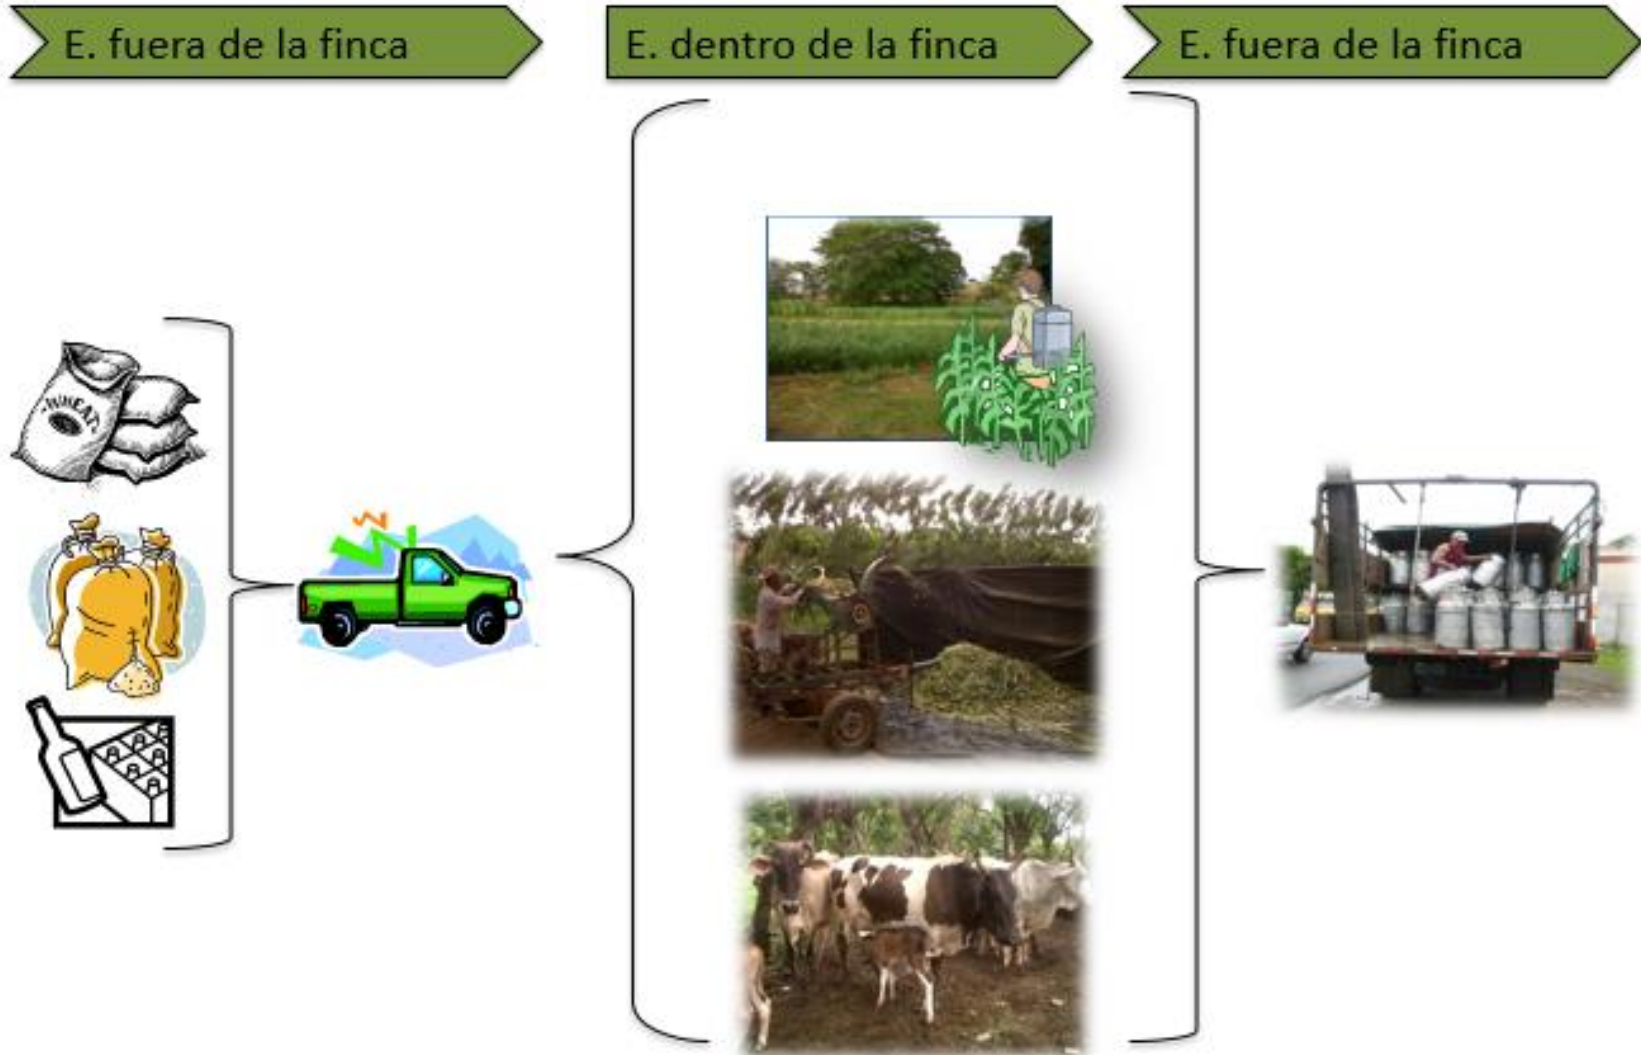 E. fuera de la finca
E. dentro de la finca
E. fuera de la finca
WHEAT